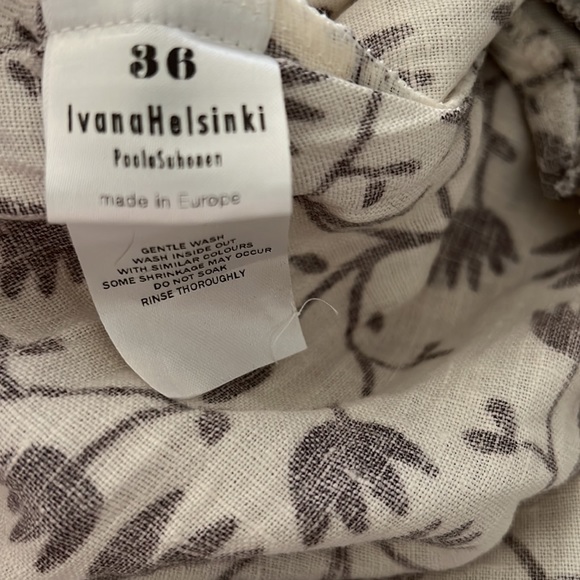 36
IvanaHelsinki
PaolaSuhonen
made in Europe
GENTLE WASH
WASH INSIDE OUT
WITH SIMILAR COLOURS
SOME SHRINKAGE MAY OCCUR
DO NOT SOAK
RINSE THOROUGHLY